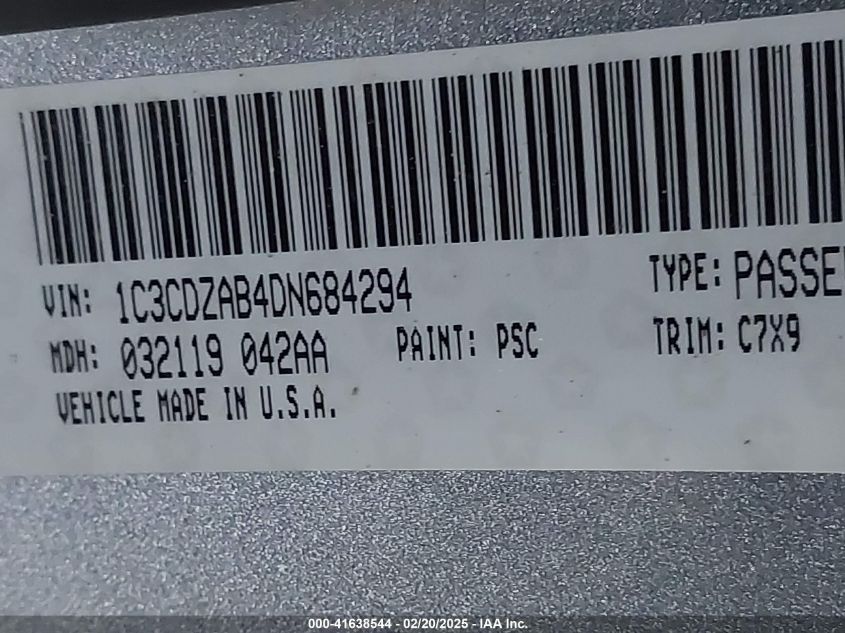 VIN: 1C3CDZAB4DN684294 TYPE: PASSE
MDH: 032119 042AA PAINT: PSC TRIM: C7X9
VEHICLE MADE IN U.S.A.
000-41638544 - 02/20/2025 - IAA Inc.